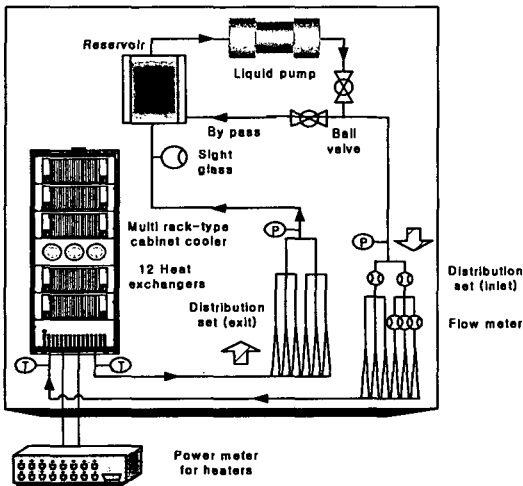 Reservoir
Liquid pump
By pass
Ball
valve
Sight
glass
Multi rack-type
cabinet cooler
12 Heat
exchangers
P
P
Distribution
set (inlet)
Distribution
set (exit)
Flow meter
T
T
Power meter
for heaters